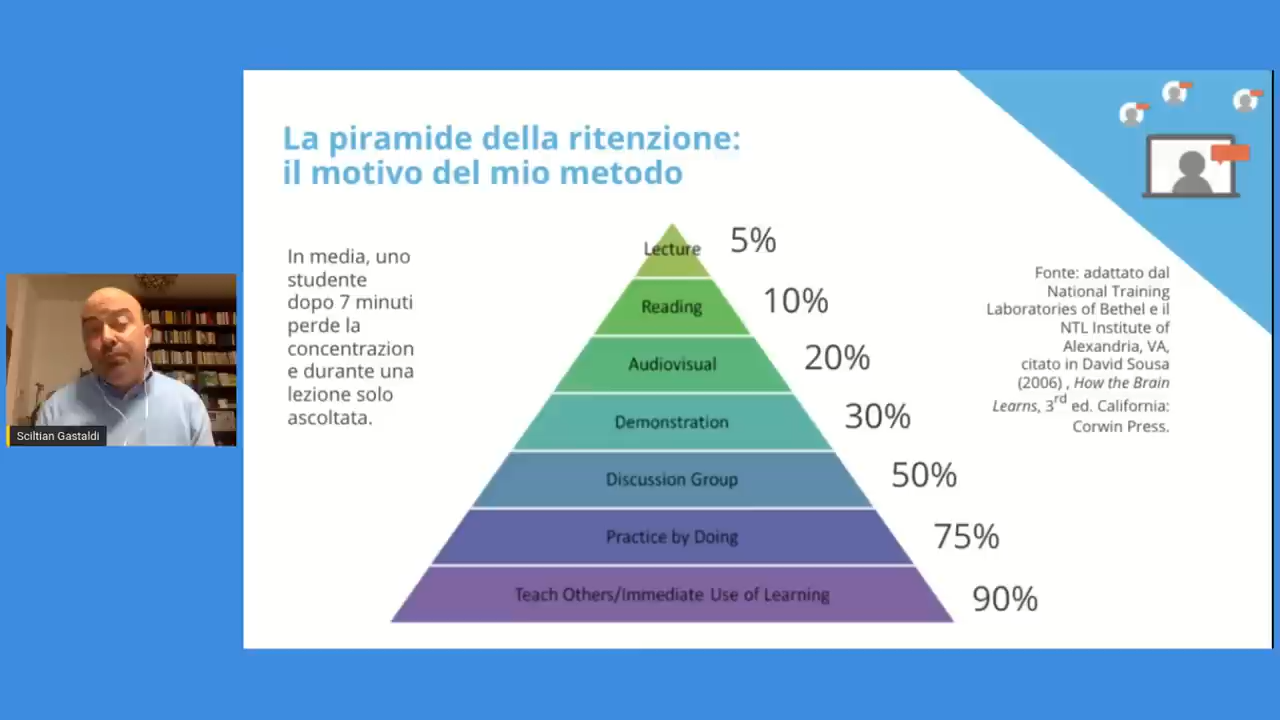 La piramide della ritenzione:
il motivo del mio metodo
In media, uno
studente
dopo 7 minuti
perde la
concentrazion
e durante una
lezione solo
ascoltata.
Lecture 5%
Reading 10%
Audiovisual 20%
Demonstration 30%
Discussion Group 50%
Practice by Doing 75%
Teach Others/Immediate Use of Learning 90%
Fonte: adattato dal
National Training
Laboratories of Bethel e il
NTL Institute of
Alexandria, VA,
citato in David Sousa
(2006) , How the Brain
Learns, 3rd ed. California:
Corwin Press.
Sciltian Gastaldi